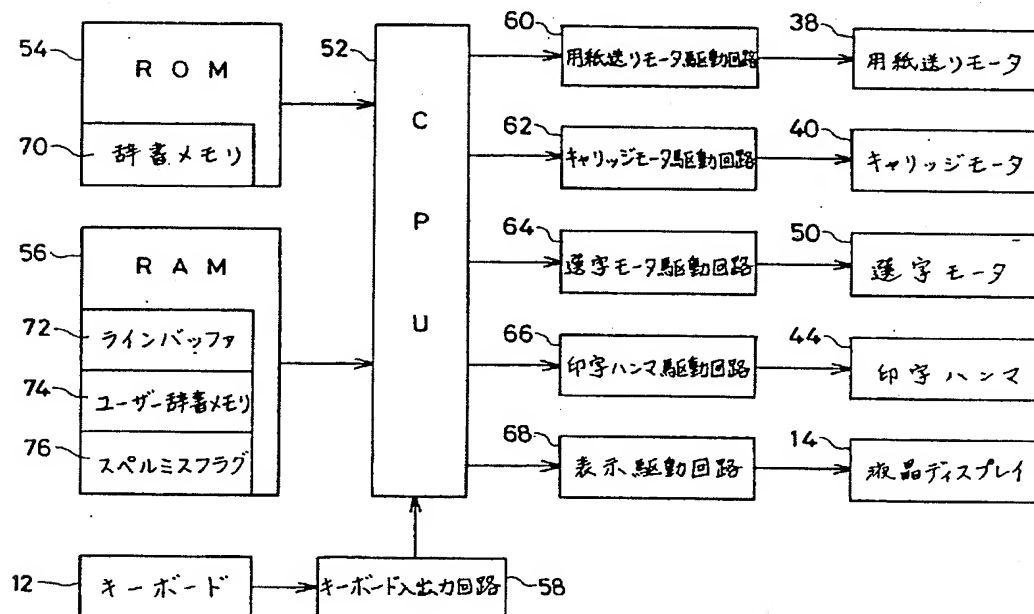 54
ROM
70
辞書メモリ
56
RAM
72
ラインバッファ
74
ユーザー辞書メモリ
76
スペルミスフラグ
12
キーボード
キーボード入出力回路
58
52
CPU
60
用紙送りモータ駆動回路
38
用紙送りモータ
62
キャリッジモータ駆動回路
40
キャリッジモータ
64
選字モータ駆動回路
50
選字モータ
66
印字ハンマ駆動回路
44
印字ハンマ
68
表示駆動回路
14
液晶ディスプレイ